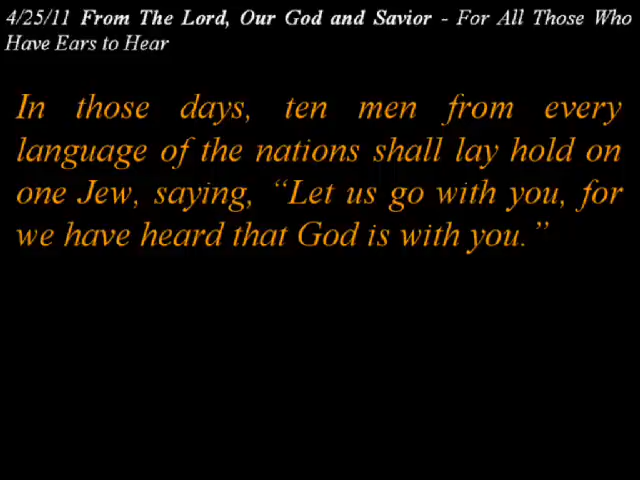 4/25/11 From The Lord, Our God and Savior - For All Those Who
Have Ears to Hear
In those days, ten men from every
language of the nations shall lay hold on
one Jew, saying, “Let us go with you, for
we have heard that God is with you.”